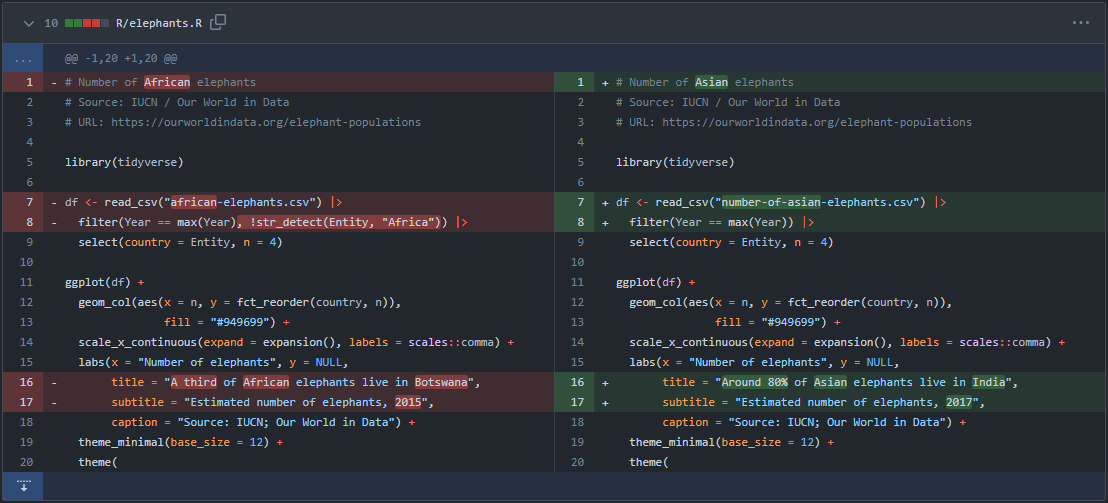 10 R/elephants.R
... @@ -1,20 +1,20 @@
1 - # Number of African elephants
2 # Source: IUCN / Our World in Data
3 # URL: https://ourworldindata.org/elephant-populations
4
5 library(tidyverse)
6
7 - df <- read_csv("african-elephants.csv") |>
8 -   filter(Year == max(Year), !str_detect(Entity, "Africa")) |>
9   select(country = Entity, n = 4)
10
11 ggplot(df) +
12   geom_col(aes(x = n, y = fct_reorder(country, n)),
13                fill = "#949699") +
14   scale_x_continuous(expand = expansion(), labels = scales::comma) +
15   labs(x = "Number of elephants", y = NULL,
16 -        title = "A third of African elephants live in Botswana",
17 -        subtitle = "Estimated number of elephants, 2015",
18        caption = "Source: IUCN; Our World in Data") +
19   theme_minimal(base_size = 12) +
20   theme(
1 + # Number of Asian elephants
2 # Source: IUCN / Our World in Data
3 # URL: https://ourworldindata.org/elephant-populations
4
5 library(tidyverse)
6
7 + df <- read_csv("number-of-asian-elephants.csv") |>
8 +   filter(Year == max(Year)) |>
9   select(country = Entity, n = 4)
10
11 ggplot(df) +
12   geom_col(aes(x = n, y = fct_reorder(country, n)),
13                fill = "#949699") +
14   scale_x_continuous(expand = expansion(), labels = scales::comma) +
15   labs(x = "Number of elephants", y = NULL,
16 +        title = "Around 80% of Asian elephants live in India",
17 +        subtitle = "Estimated number of elephants, 2017",
18        caption = "Source: IUCN; Our World in Data") +
19   theme_minimal(base_size = 12) +
20   theme(